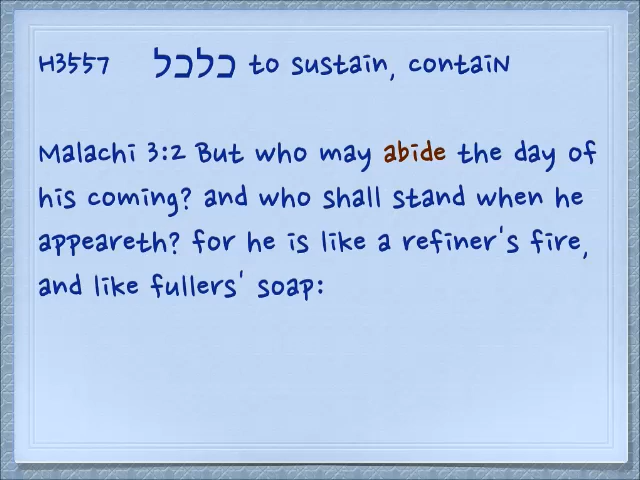 H3557 כלכל to sustain, contain
Malachi 3:2 But who may abide the day of
his coming? and who shall stand when he
appeareth? for he is like a refiner's fire,
and like fullers' soap: